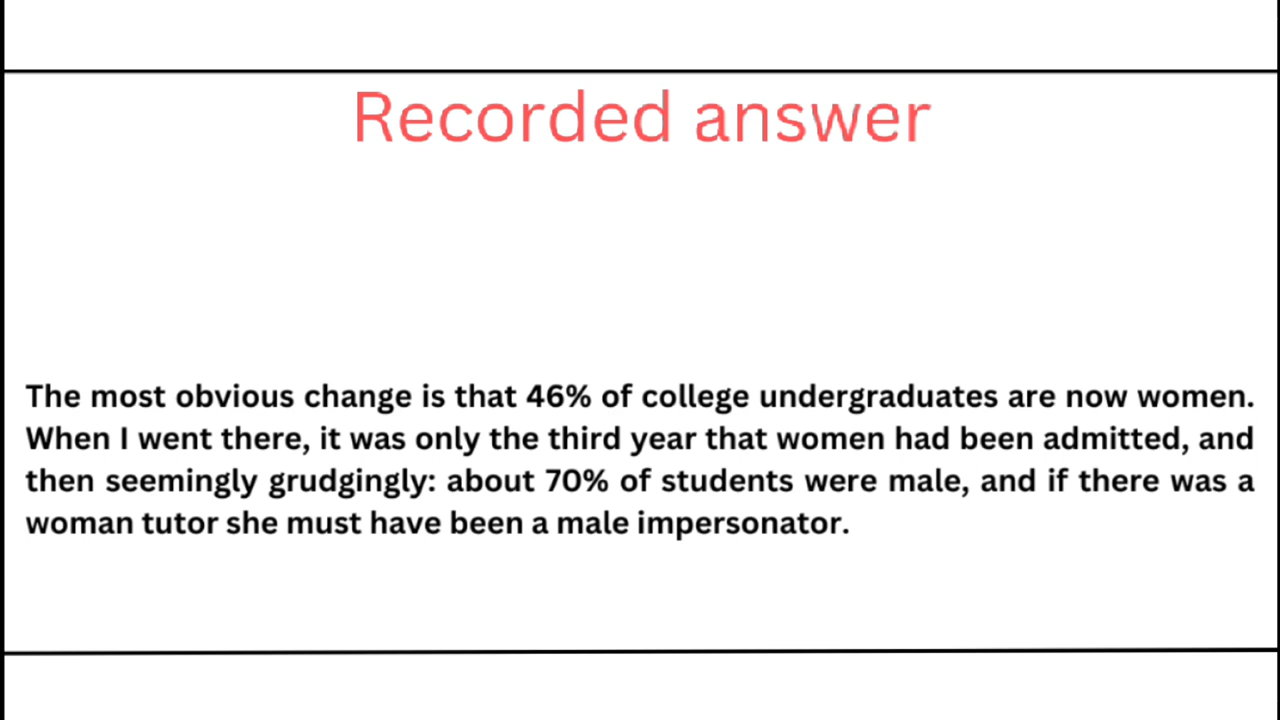 Recorded answer
The most obvious change is that 46% of college undergraduates are now women.
When I went there, it was only the third year that women had been admitted, and
then seemingly grudgingly: about 70% of students were male, and if there was a
woman tutor she must have been a male impersonator.